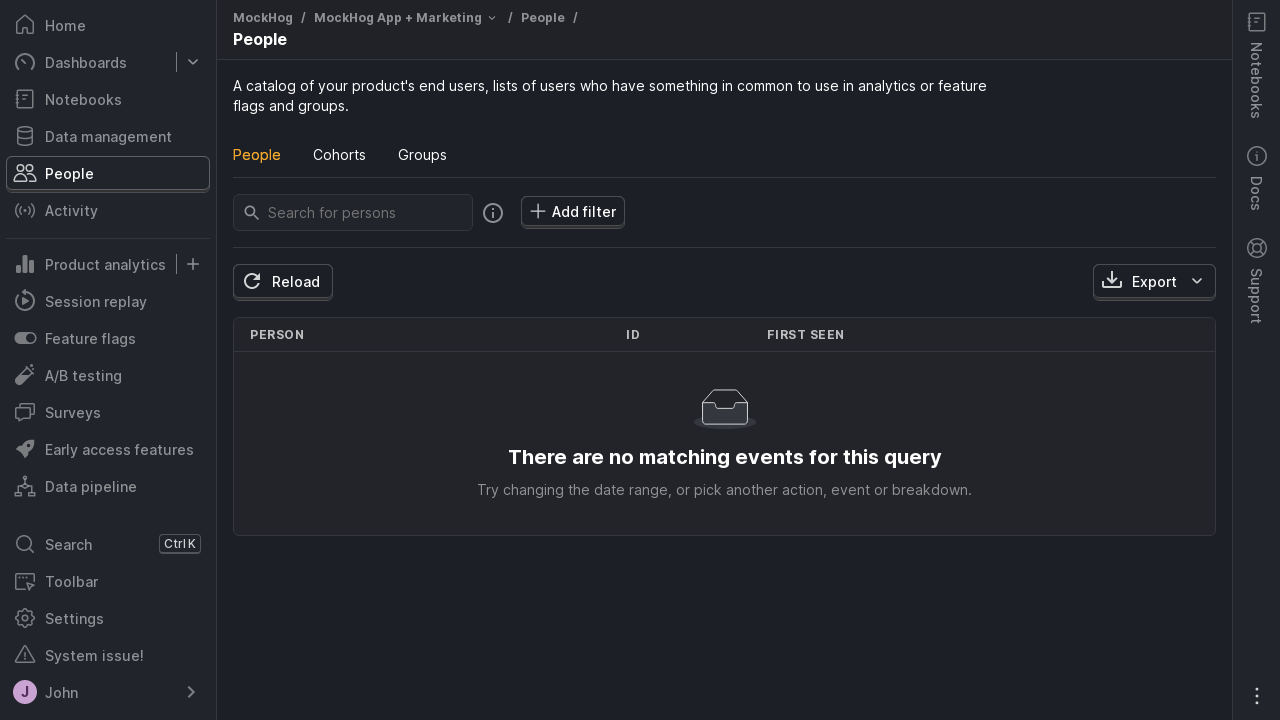 Home
Dashboards
Notebooks
Data management
People
Activity
Product analytics
Session replay
Feature flags
A/B testing
Surveys
Early access features
Data pipeline
Search Ctrl K
Toolbar
Settings
System issue!
J John
MockHog / MockHog App + Marketing / People /
People
A catalog of your product's end users, lists of users who have something in common to use in analytics or feature
flags and groups.
People Cohorts Groups
Search for persons Add filter
Reload Export
PERSON ID FIRST SEEN
There are no matching events for this query
Try changing the date range, or pick another action, event or breakdown.
Notebooks
Docs
Support